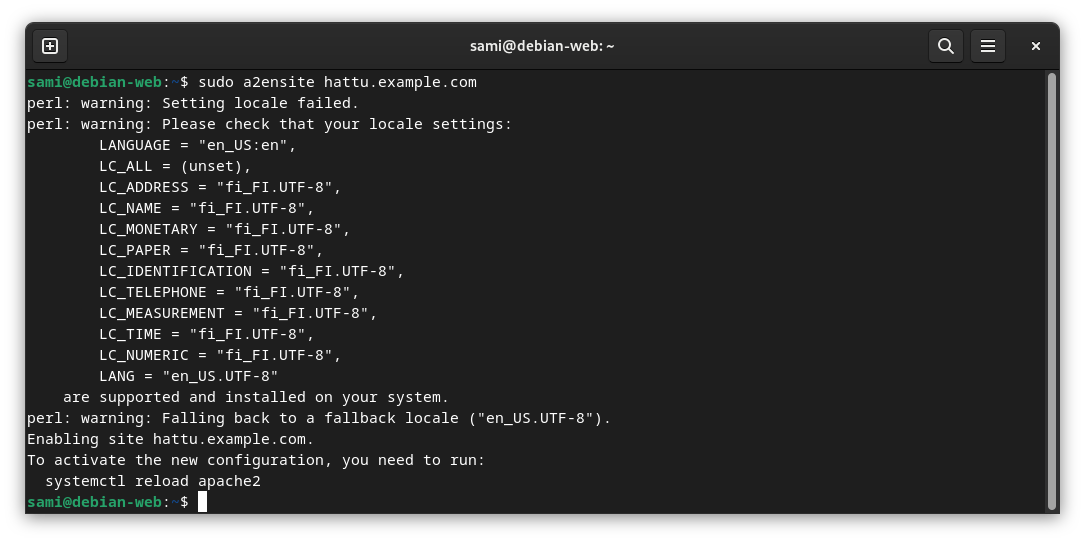 sami@debian-web: ~
sami@debian-web:~$ sudo a2ensite hattu.example.com
perl: warning: Setting locale failed.
perl: warning: Please check that your locale settings:
        LANGUAGE = "en_US:en",
        LC_ALL = (unset),
        LC_ADDRESS = "fi_FI.UTF-8",
        LC_NAME = "fi_FI.UTF-8",
        LC_MONETARY = "fi_FI.UTF-8",
        LC_PAPER = "fi_FI.UTF-8",
        LC_IDENTIFICATION = "fi_FI.UTF-8",
        LC_TELEPHONE = "fi_FI.UTF-8",
        LC_MEASUREMENT = "fi_FI.UTF-8",
        LC_TIME = "fi_FI.UTF-8",
        LC_NUMERIC = "fi_FI.UTF-8",
        LANG = "en_US.UTF-8"
    are supported and installed on your system.
perl: warning: Falling back to a fallback locale ("en_US.UTF-8").
Enabling site hattu.example.com.
To activate the new configuration, you need to run:
  systemctl reload apache2
sami@debian-web:~$